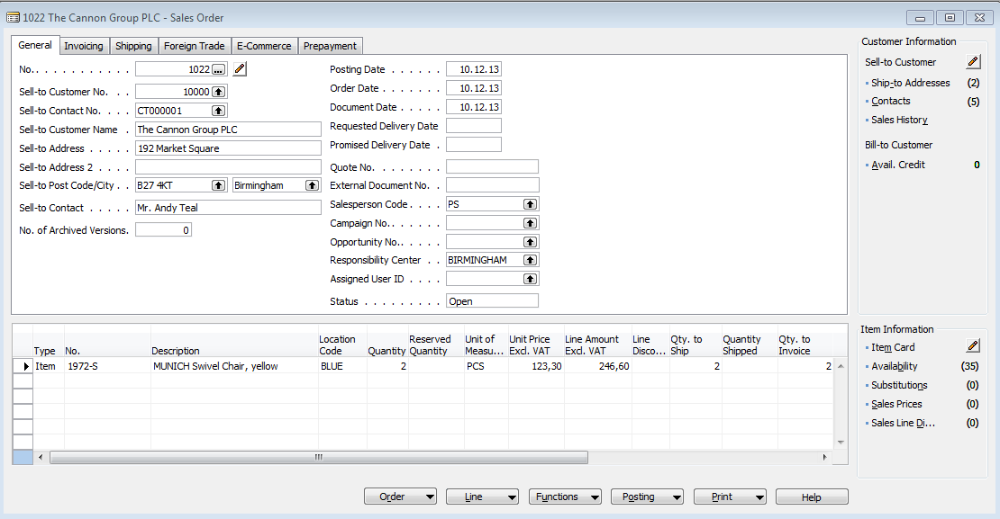 1022 The Cannon Group PLC - Sales Order
General Invoicing Shipping Foreign Trade E-Commerce Prepayment
No. . . . . . . . . . . 1022 ...
Sell-to Customer No. . . . 10000
Sell-to Contact No. . . . . CT000001
Sell-to Customer Name . The Cannon Group PLC
Sell-to Address . . . . . 192 Market Square
Sell-to Address 2 . . . . .
Sell-to Post Code/City . . B27 4KT Birmingham
Sell-to Contact . . . . . Mr. Andy Teal
No. of Archived Versions. 0
Posting Date . . . . . . 10.12.13
Order Date . . . . . . . 10.12.13
Document Date . . . . . 10.12.13
Requested Delivery Date
Promised Delivery Date .
Quote No. . . . . . . . .
External Document No. . .
Salesperson Code . . . . PS
Campaign No. . . . . . .
Opportunity No. . . . . .
Responsibility Center . . BIRMINGHAM
Assigned User ID . . . .
Status . . . . . . . . . Open
Customer Information
Sell-to Customer
Ship-to Addresses (2)
Contacts (5)
Sales History
Bill-to Customer
Avail. Credit 0
Type No. Description Location Code Quantity Reserved Quantity Unit of Measu... Unit Price Excl. VAT Line Amount Excl. VAT Line Disco... Qty. to Ship Quantity Shipped Qty. to Invoice
Item 1972-S MUNICH Swivel Chair, yellow BLUE 2 PCS 123,30 246,60 2 2
Item Information
Item Card
Availability (35)
Substitutions (0)
Sales Prices (0)
Sales Line Di... (0)
Order Line Functions Posting Print Help